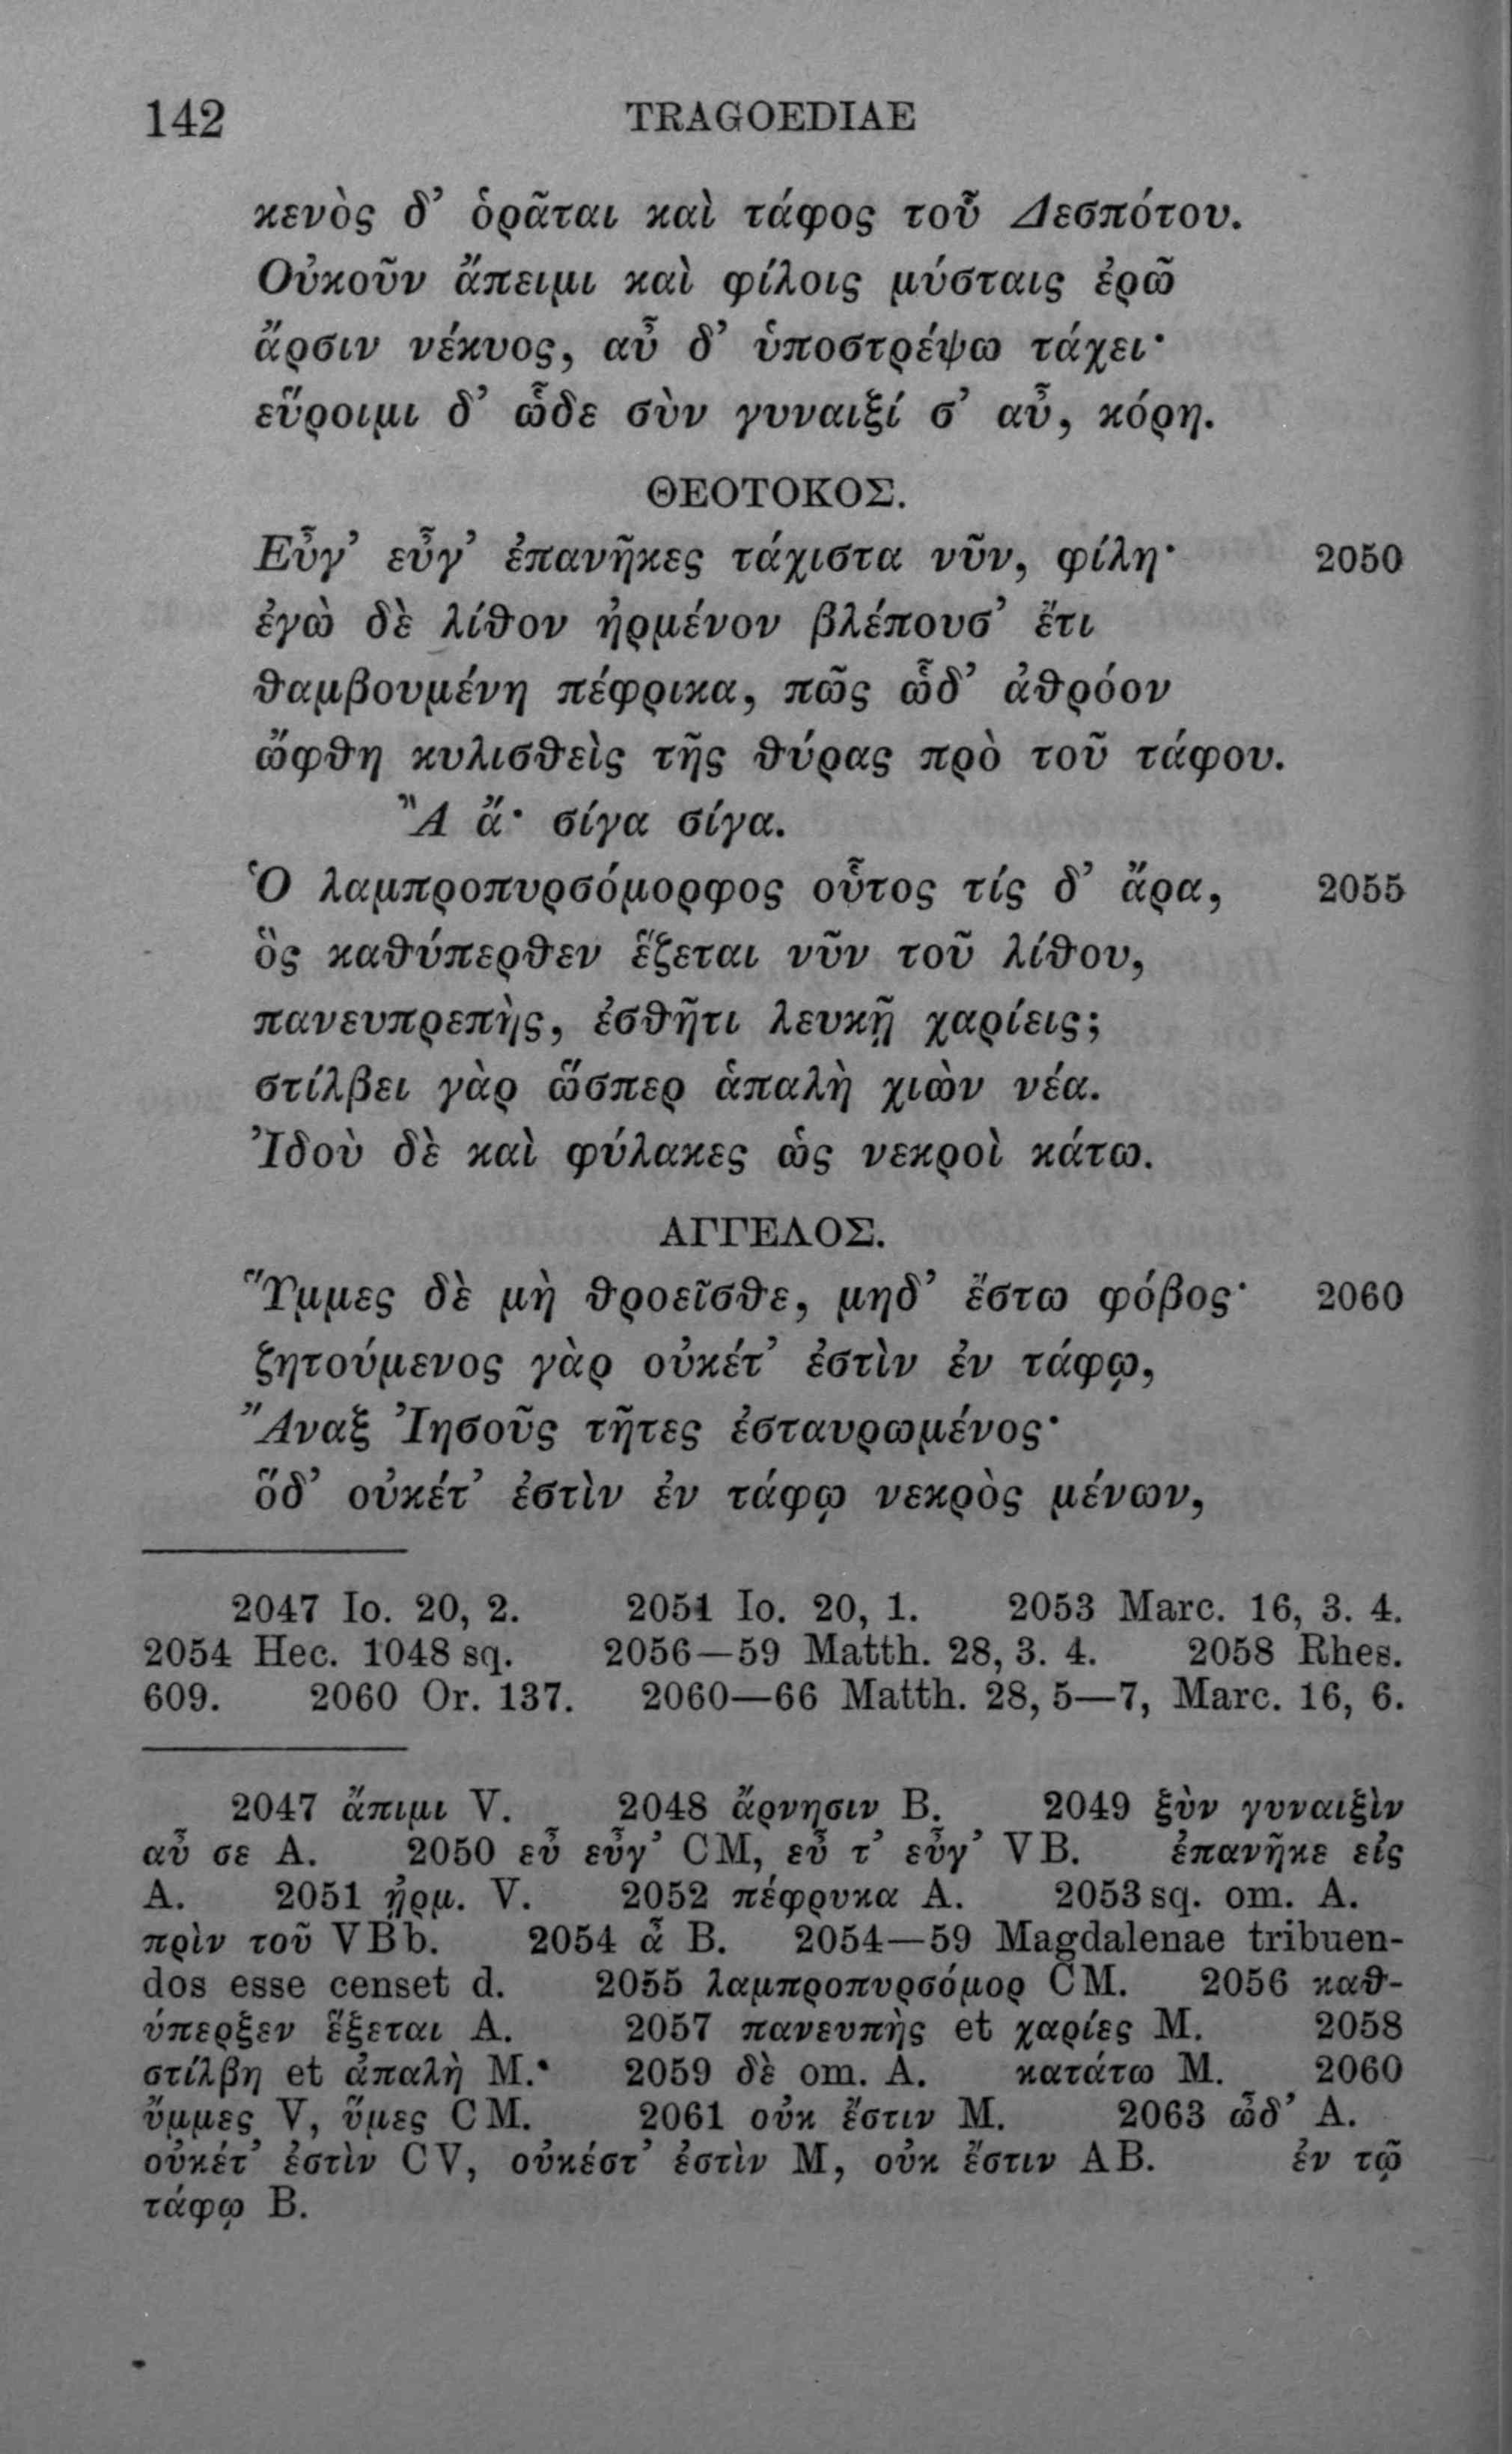 142 TRAGOEDIAE
κενὸς δ’ ὁρᾶται καὶ τάφος τοῦ Δεσπότου.
Οὐκοῦν ἄπειμι καὶ φίλοις μύσταις ἐρῶ
ἄρσιν νέκυος, αὖ δ’ ὑποστρέψω τάχει·
εὕροιμι δ’ ὧδε σὺν γυναιξί σ’ αὖ, κόρη.
ΘΕΟΤΟΚΟΣ.
Εὖγ’ εὖγ’ ἐπανῆκες τάχιστα νῦν, φίλη· 2050
ἐγὼ δὲ λίθον ἠρμένον βλέπουσ’ ἔτι
θαμβουμένη πέφρικα, πῶς ὧδ’ ἀθρόον
ὤφθη κυλισθεὶς τῆς θύρας πρὸ τοῦ τάφου.
Ἂ ἄ· σίγα σίγα.
Ὁ λαμπροπυρσόμορφος οὗτος τίς δ’ ἄρα, 2055
ὃς καθύπερθεν ἕζεται νῦν τοῦ λίθου,
πανευπρεπὴς, ἐσθῆτι λευκῇ χαρίεις;
στίλβει γὰρ ὥσπερ ἁπαλὴ χιὼν νέα.
Ἰδοὺ δὲ καὶ φύλακες ὡς νεκροὶ κάτω.
ΑΓΓΕΛΟΣ.
Ὕμμες δὲ μὴ θροεῖσθε, μηδ’ ἔστω φόβος· 2060
ζητούμενος γὰρ οὐκέτ’ ἐστὶν ἐν τάφῳ,
Ἄναξ Ἰησοῦς τῆτες ἐσταυρωμένος·
ὅδ’ οὐκέτ’ ἐστὶν ἐν τάφῳ νεκρὸς μένων,
2047 Io. 20, 2. 2051 Io. 20, 1. 2053 Marc. 16, 3. 4.
2054 Hec. 1048 sq. 2056—59 Matth. 28, 3. 4. 2058 Rhes.
609. 2060 Or. 137. 2060—66 Matth. 28, 5—7, Marc. 16, 6.
2047 ἄπιμι V. 2048 ἄρνησιν B. 2049 ξὺν γυναιξὶν
αὖ σε A. 2050 εὖ εὖγ’ CM, εὖ τ’ εὖγ’ VB. ἐπανῆκε εἰς
A. 2051 ᾐρμ. V. 2052 πέφρυκα A. 2053 sq. om. A.
πρὶν τοῦ VBb. 2054 ἆ B. 2054—59 Magdalenae tribuen-
dos esse censet d. 2055 λαμπροπυρσόμορ CM. 2056 καθ-
ύπερξεν ἕξεται A. 2057 πανευπὴς et χαρίες M. 2058
στίλβη et ἀπαλὴ M. 2059 δὲ om. A. κατάτω M. 2060
ὔμμες V, ὕμες CM. 2061 οὐκ ἔστιν M. 2063 ὧδ’ A.
οὐκέτ’ ἐστὶν CV, οὐκέστ’ ἐστὶν M, οὐκ ἔστιν AB. ἐν τῷ
τάφῳ B.